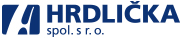 HRDLIČKA
spol. s r. o.